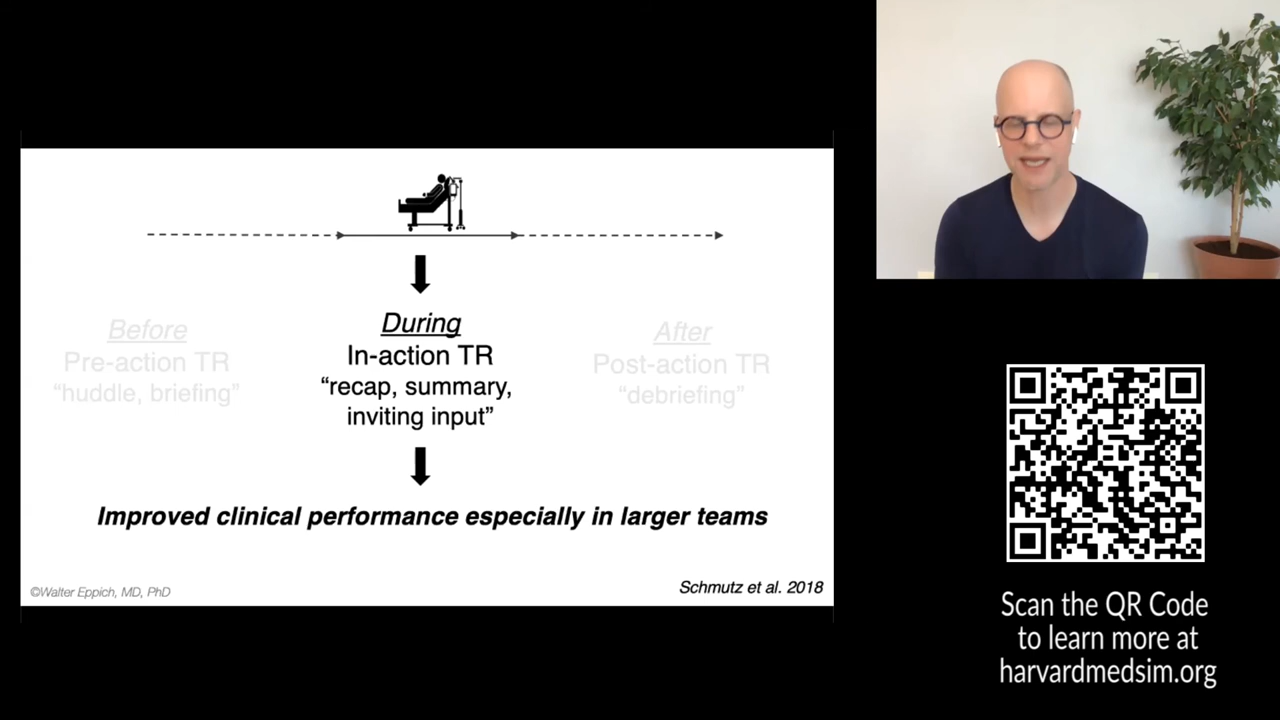 Before
Pre-action TR
“huddle, briefing”
During
In-action TR
“recap, summary,
inviting input”
After
Post-action TR
“debriefing”
Improved clinical performance especially in larger teams
©Walter Eppich, MD, PhD
Schmutz et al. 2018
Scan the QR Code
to learn more at
harvardmedsim.org